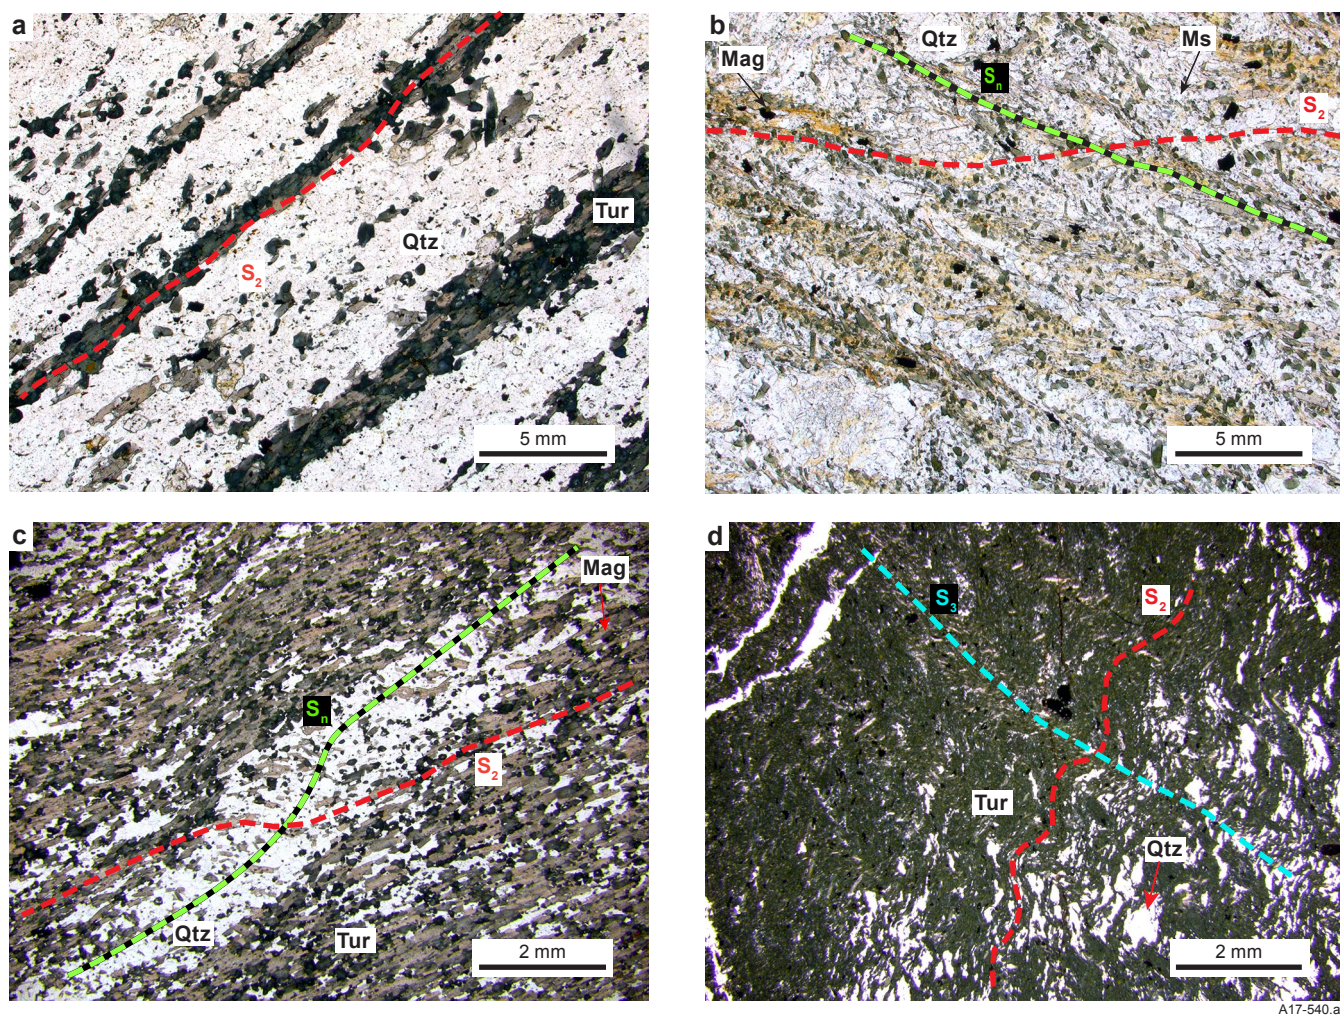 a
Tur
Qtz
S2
5 mm
b
Qtz
Ms
Mag
Sn
S2
5 mm
c
Mag
Sn
S2
Qtz
Tur
2 mm
d
S3
S2
Tur
Qtz
2 mm
A17-540.a